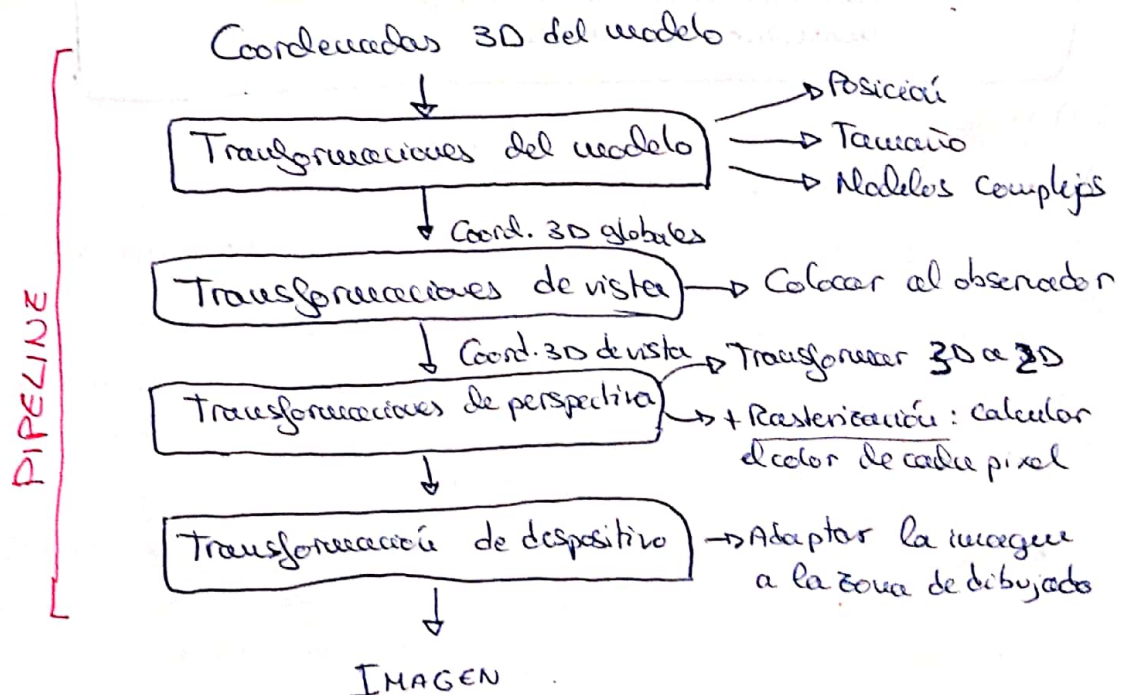 Coordenadas 3D del modelo
Transformaciones del modelo
Posición
Tamaño
Modelos complejos
Coord. 3D globales
Transformaciones de vista
Colocar al observador
Coord. 3D de vista
Transformar 3D a 2D
Transformaciones de perspectiva
+ Rasterización: calcular
el color de cada pixel
Transformación de despositivo
Adaptar la imagen
a la zona de dibujado
IMAGEN
PIPELINE